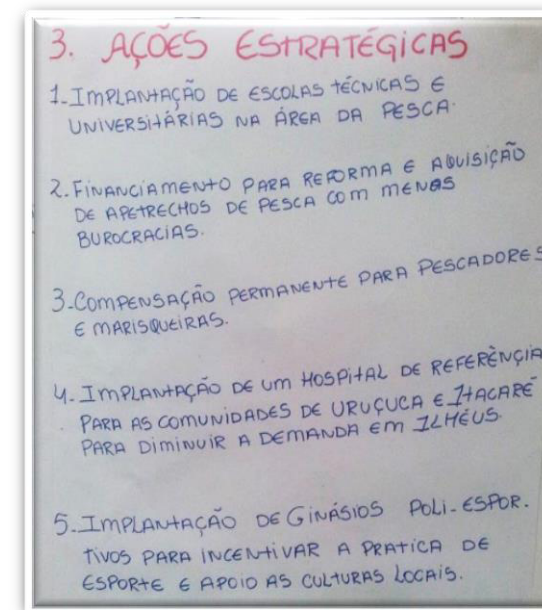 3. AÇÕES ESTRATÉGICAS
1-IMPLANTAÇÃO DE ESCOLAS TÉCNICAS E
UNIVERSITÁRIAS NA ÁREA DA PESCA.
2.FINANCIAMENTO PARA REFORMA E AQUISIÇÃO
DE APETRECHOS DE PESCA COM MENOS
BUROCRACIAS.
3-COMPENSAÇÃO PERMANENTE PARA PESCADORES
E MARISQUEIRAS.
4-IMPLANTAÇÃO DE UM HOSPITAL DE REFERÊNCIA
PARA AS COMUNIDADES DE URUÇUCA E ITACARÉ
PARA DIMINUIR A DEMANDA EM ILHÉUS.
5-IMPLANTAÇÃO DE GINÁSIOS POLI-ESPOR-
TIVOS PARA INCENTIVAR A PRATICA DE
ESPORTE E APOIO AS CULTURAS LOCAIS.